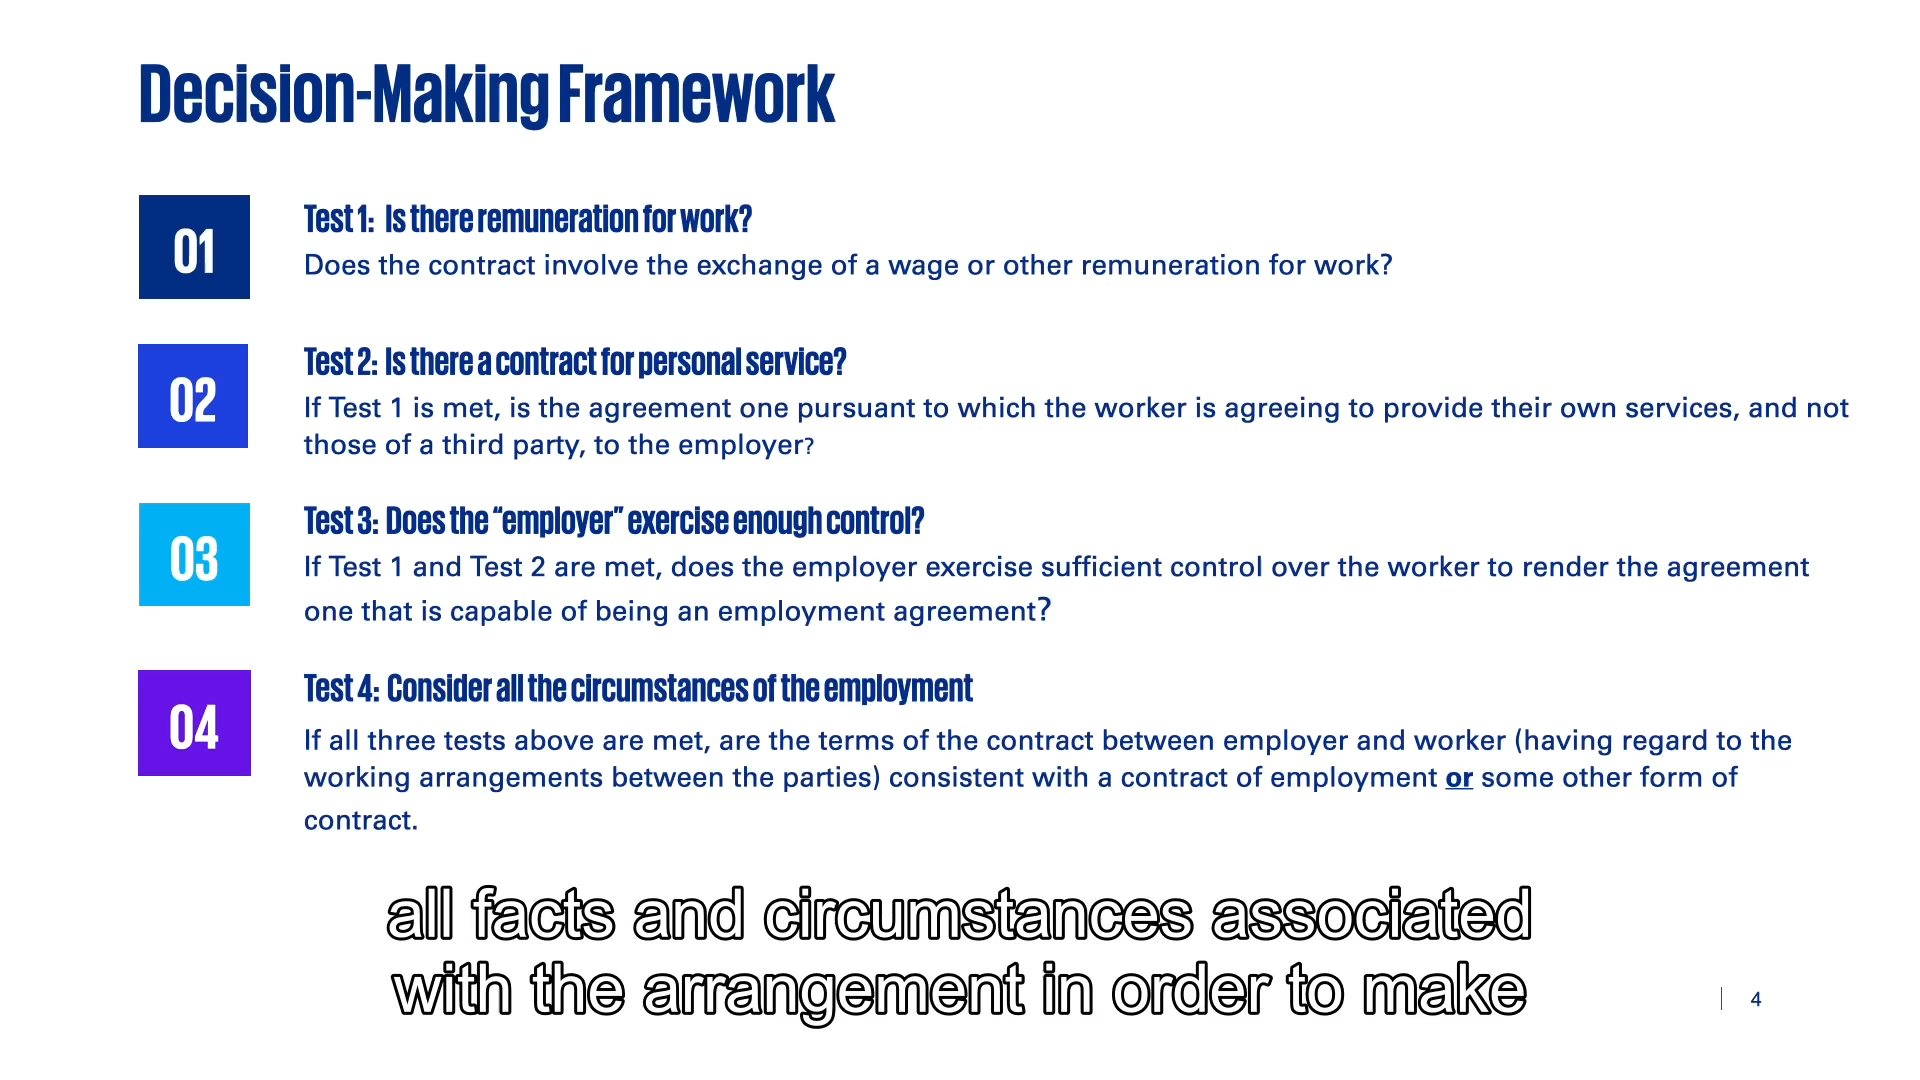 Decision-Making Framework
01
Test 1: Is there remuneration for work?
Does the contract involve the exchange of a wage or other remuneration for work?
02
Test 2: Is there a contract for personal service?
If Test 1 is met, is the agreement one pursuant to which the worker is agreeing to provide their own services, and not
those of a third party, to the employer?
03
Test 3: Does the “employer” exercise enough control?
If Test 1 and Test 2 are met, does the employer exercise sufficient control over the worker to render the agreement
one that is capable of being an employment agreement?
04
Test 4: Consider all the circumstances of the employment
If all three tests above are met, are the terms of the contract between employer and worker (having regard to the
working arrangements between the parties) consistent with a contract of employment or some other form of
contract.
all facts and circumstances associated
with the arrangement in order to make
4